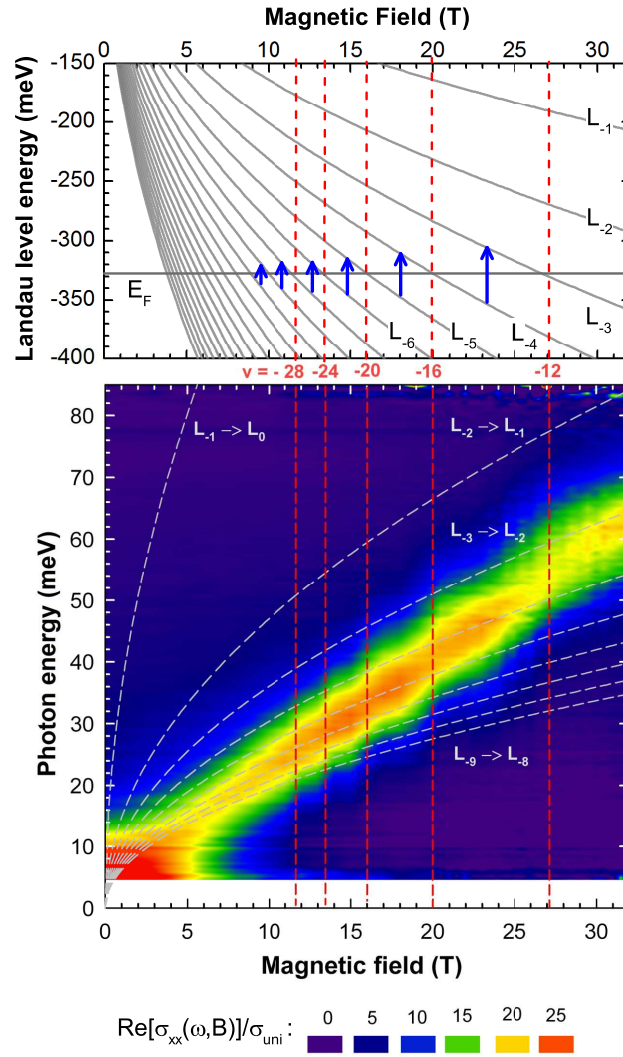 Magnetic Field (T)
0 5 10 15 20 25 30
Landau level energy (meV)
-150
-200
-250
-300
-350
-400
L-1
L-2
L-3
L-4
L-5
L-6
EF
ν = - 28 -24 -20 -16 -12
Photon energy (meV)
80
70
60
50
40
30
20
10
0
L-1 -> L0
L-2 -> L-1
L-3 -> L-2
L-9 -> L-8
0 5 10 15 20 25 30
Magnetic field (T)
Re[σxx(ω,B)]/σuni :
0 5 10 15 20 25